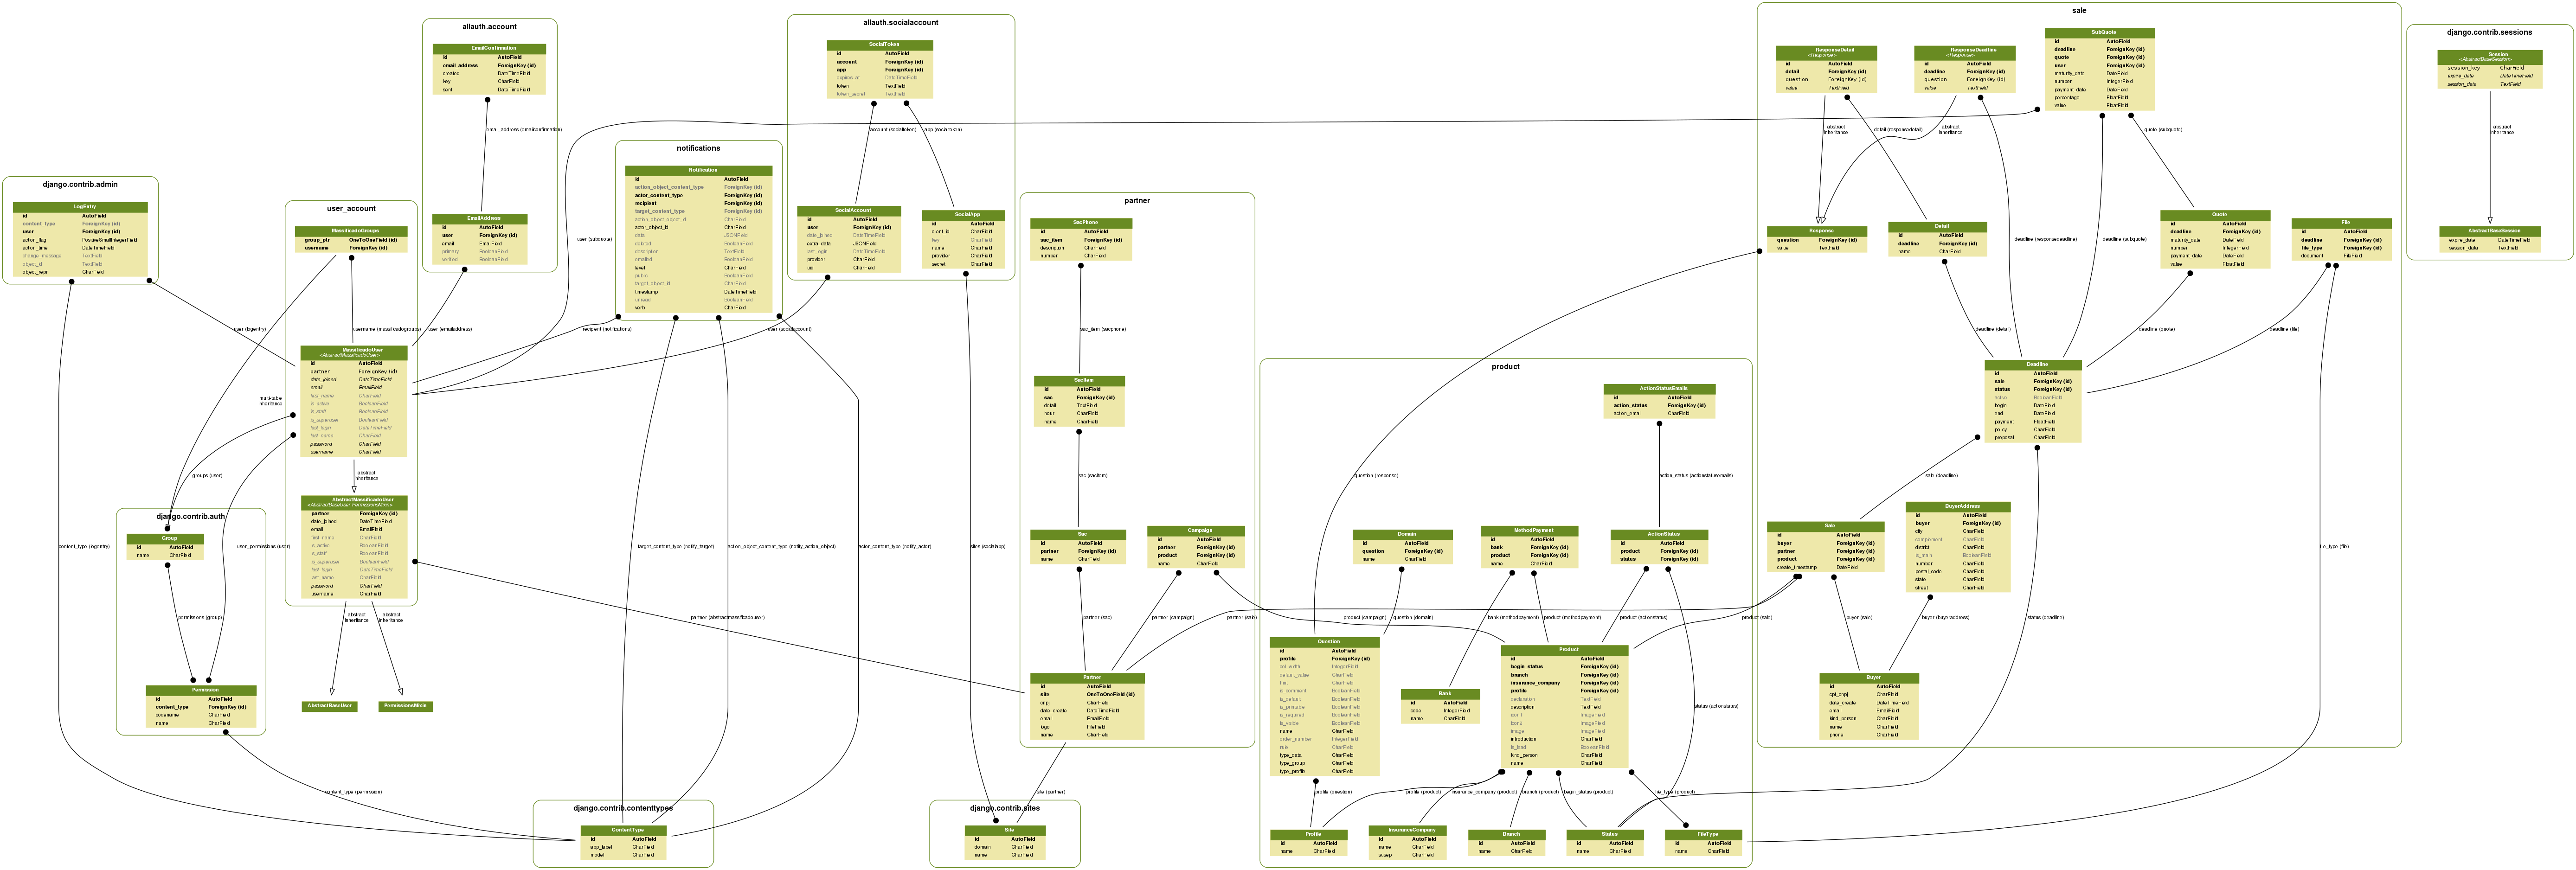 allauth.account
EmailConfirmation
id AutoField
email_address ForeignKey (id)
created DateTimeField
key CharField
sent DateTimeField
email_address (emailconfirmation)
EmailAddress
id AutoField
user ForeignKey (id)
email EmailField
primary BooleanField
verified BooleanField
user (emailaddress)
allauth.socialaccount
SocialToken
id AutoField
account ForeignKey (id)
app ForeignKey (id)
expires_at DateTimeField
token TextField
token_secret TextField
account (socialtoken)
app (socialtoken)
SocialAccount
id AutoField
user ForeignKey (id)
date_joined DateTimeField
extra_data JSONField
last_login DateTimeField
provider CharField
uid CharField
user (socialaccount)
SocialApp
id AutoField
client_id CharField
key CharField
name CharField
provider CharField
secret CharField
sites (socialapp)
notifications
Notification
id AutoField
action_object_content_type ForeignKey (id)
actor_content_type ForeignKey (id)
recipient ForeignKey (id)
target_content_type ForeignKey (id)
action_object_object_id CharField
actor_object_id CharField
data JSONField
deleted BooleanField
description TextField
emailed BooleanField
level CharField
public BooleanField
target_object_id CharField
timestamp DateTimeField
unread BooleanField
verb CharField
recipient (notifications)
target_content_type (notify_target)
action_object_content_type (notify_action_object)
actor_content_type (notify_actor)
django.contrib.admin
LogEntry
id AutoField
content_type ForeignKey (id)
user ForeignKey (id)
action_flag PositiveSmallIntegerField
action_time DateTimeField
change_message TextField
object_id TextField
object_repr CharField
user (logentry)
content_type (logentry)
user_account
MassificadoGroups
group_ptr OneToOneField (id)
username ForeignKey (id)
username (massificadogroups)
multi-table
inheritance
MassificadoUser
<AbstractMassificadoUser>
id AutoField
partner ForeignKey (id)
date_joined DateTimeField
email EmailField
first_name CharField
is_active BooleanField
is_staff BooleanField
is_superuser BooleanField
last_login DateTimeField
last_name CharField
password CharField
username CharField
groups (user)
user_permissions (user)
abstract
inheritance
AbstractMassificadoUser
<AbstractBaseUser,PermissionsMixin>
partner ForeignKey (id)
date_joined DateTimeField
email EmailField
first_name CharField
is_active BooleanField
is_staff BooleanField
is_superuser BooleanField
last_login DateTimeField
last_name CharField
password CharField
username CharField
abstract
inheritance
abstract
inheritance
AbstractBaseUser
PermissionsMixin
partner (abstractmassificadouser)
django.contrib.auth
Group
id AutoField
name CharField
permissions (group)
Permission
id AutoField
content_type ForeignKey (id)
codename CharField
name CharField
content_type (permission)
django.contrib.contenttypes
ContentType
id AutoField
app_label CharField
model CharField
django.contrib.sites
Site
id AutoField
domain CharField
name CharField
partner
SacPhone
id AutoField
sac_item ForeignKey (id)
description CharField
number CharField
sac_item (sacphone)
SacItem
id AutoField
sac ForeignKey (id)
detail TextField
hour CharField
name CharField
sac (sacitem)
Sac
id AutoField
partner ForeignKey (id)
name CharField
partner (sac)
Campaign
id AutoField
partner ForeignKey (id)
product ForeignKey (id)
name CharField
partner (campaign)
partner (sale)
product (campaign)
Partner
id AutoField
site OneToOneField (id)
cnpj CharField
date_create DateTimeField
email EmailField
logo FileField
name CharField
site (partner)
product
ActionStatusEmails
id AutoField
action_status ForeignKey (id)
action_email CharField
action_status (actionstatusemails)
question (response)
Domain
id AutoField
question ForeignKey (id)
name CharField
question (domain)
MethodPayment
id AutoField
bank ForeignKey (id)
product ForeignKey (id)
name CharField
bank (methodpayment)
product (methodpayment)
ActionStatus
id AutoField
product ForeignKey (id)
status ForeignKey (id)
product (actionstatus)
status (actionstatus)
product (sale)
Question
id AutoField
profile ForeignKey (id)
col_width IntegerField
default_value CharField
hint CharField
is_comment BooleanField
is_default BooleanField
is_printable BooleanField
is_required BooleanField
is_visible BooleanField
name CharField
order_number IntegerField
rule CharField
type_data CharField
type_group CharField
type_profile CharField
profile (question)
Bank
id AutoField
code IntegerField
name CharField
Product
id AutoField
begin_status ForeignKey (id)
branch ForeignKey (id)
insurance_company ForeignKey (id)
profile ForeignKey (id)
declaration TextField
description TextField
icon1 ImageField
icon2 ImageField
image ImageField
introduction CharField
is_lead BooleanField
kind_person CharField
name CharField
profile (product)
insurance_company (product)
branch (product)
begin_status (product)
file_type (product)
Profile
id AutoField
name CharField
InsuranceCompany
id AutoField
name CharField
susep CharField
Branch
id AutoField
name CharField
Status
id AutoField
name CharField
FileType
id AutoField
name CharField
sale
ResponseDetail
<Response>
id AutoField
detail ForeignKey (id)
question ForeignKey (id)
value TextField
abstract
inheritance
detail (responsedetail)
ResponseDeadline
<Response>
id AutoField
deadline ForeignKey (id)
question ForeignKey (id)
value TextField
abstract
inheritance
deadline (responsedeadline)
SubQuote
id AutoField
deadline ForeignKey (id)
quote ForeignKey (id)
user ForeignKey (id)
maturity_date DateField
number IntegerField
payment_date DateField
percentage FloatField
value FloatField
user (subquote)
deadline (subquote)
quote (subquote)
Response
question ForeignKey (id)
value TextField
Detail
id AutoField
deadline ForeignKey (id)
name CharField
deadline (detail)
Quote
id AutoField
deadline ForeignKey (id)
maturity_date DateField
number IntegerField
payment_date DateField
value FloatField
deadline (quote)
File
id AutoField
deadline ForeignKey (id)
file_type ForeignKey (id)
document FileField
deadline (file)
file_type (file)
Deadline
id AutoField
sale ForeignKey (id)
status ForeignKey (id)
active BooleanField
begin DateField
end DateField
payment FloatField
policy CharField
proposal CharField
sale (deadline)
status (deadline)
Sale
id AutoField
buyer ForeignKey (id)
partner ForeignKey (id)
product ForeignKey (id)
create_timestamp DateField
buyer (sale)
BuyerAddress
id AutoField
buyer ForeignKey (id)
city CharField
complement CharField
district CharField
is_main BooleanField
number CharField
postal_code CharField
state CharField
street CharField
buyer (buyeraddress)
Buyer
id AutoField
cpf_cnpj CharField
date_create DateTimeField
email EmailField
kind_person CharField
name CharField
phone CharField
django.contrib.sessions
Session
<AbstractBaseSession>
session_key CharField
expire_date DateTimeField
session_data TextField
abstract
inheritance
AbstractBaseSession
expire_date DateTimeField
session_data TextField